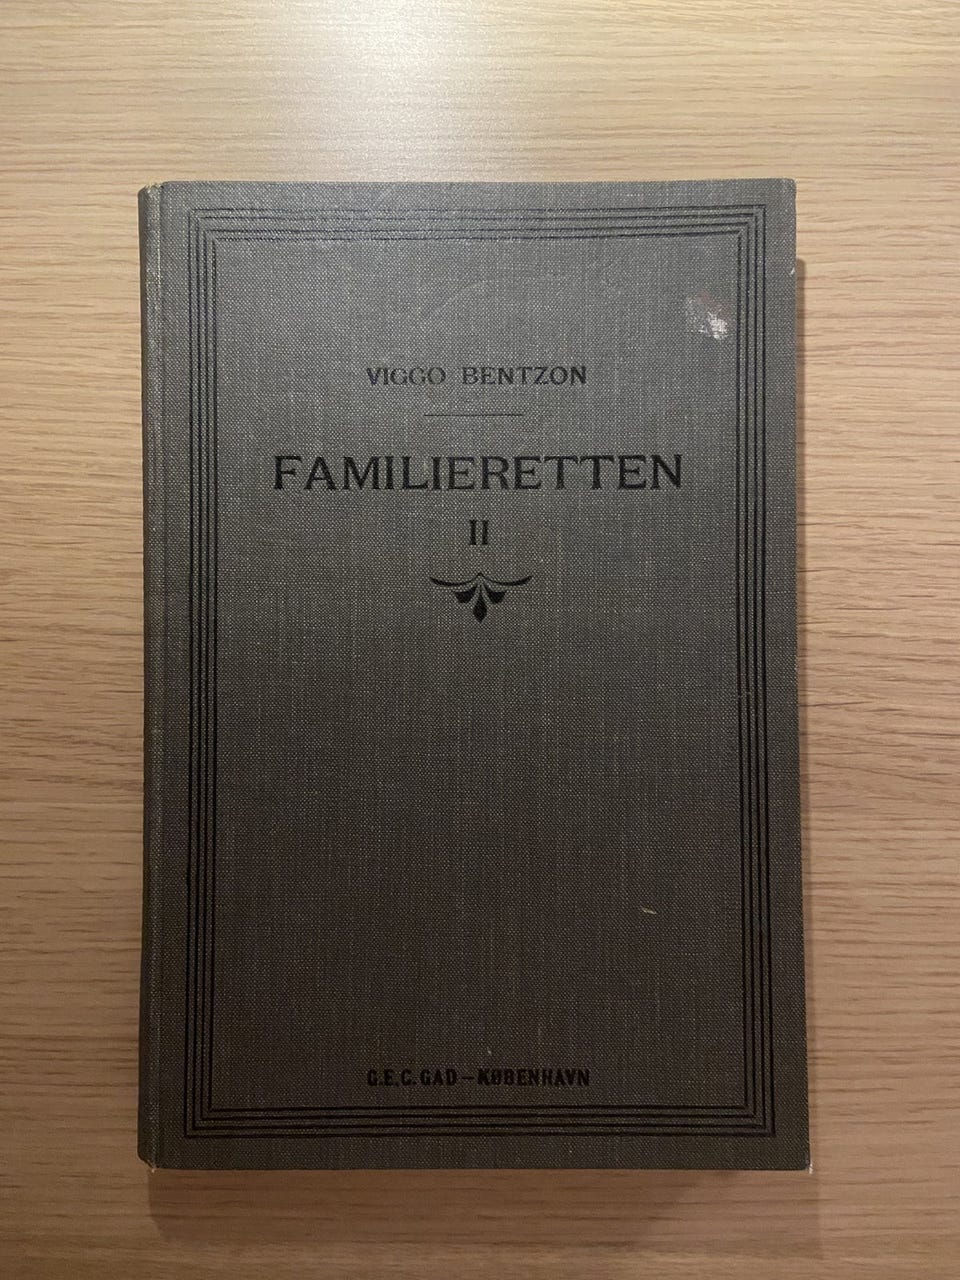 VIGGO BENTZON
FAMILIERETTEN
II
G.E.C. GAD – KØBENHAVN